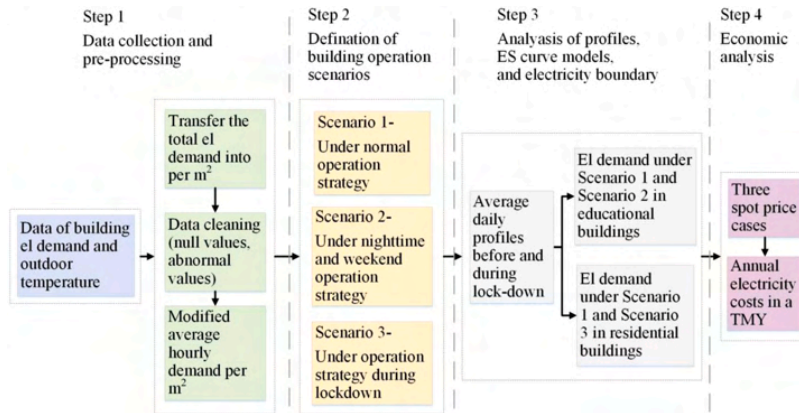 Step 1
Data collection and
pre-processing
Step 2
Defination of
building operation
scenarios
Step 3
Analysis of profiles,
ES curve models,
and electricity boundary
Step 4
Economic
analysis
Data of building
el demand and
outdoor
temperature
Transfer the
total el
demand into
per m²
Data cleaning
(null values,
abnormal
values)
Modified
average
hourly
demand per
m²
Scenario 1-
Under normal
operation
strategy
Scenario 2-
Under nighttime
and weekend
operation
strategy
Scenario 3-
Under operation
strategy during
lockdown
Average
daily
profiles
before and
during
lock-down
El demand under
Scenario 1 and
Scenario 2 in
educational
buildings
El demand
under Scenario
1 and Scenario
3 in residential
buildings
Three
spot price
cases
Annual
electricity
costs in a
TMY